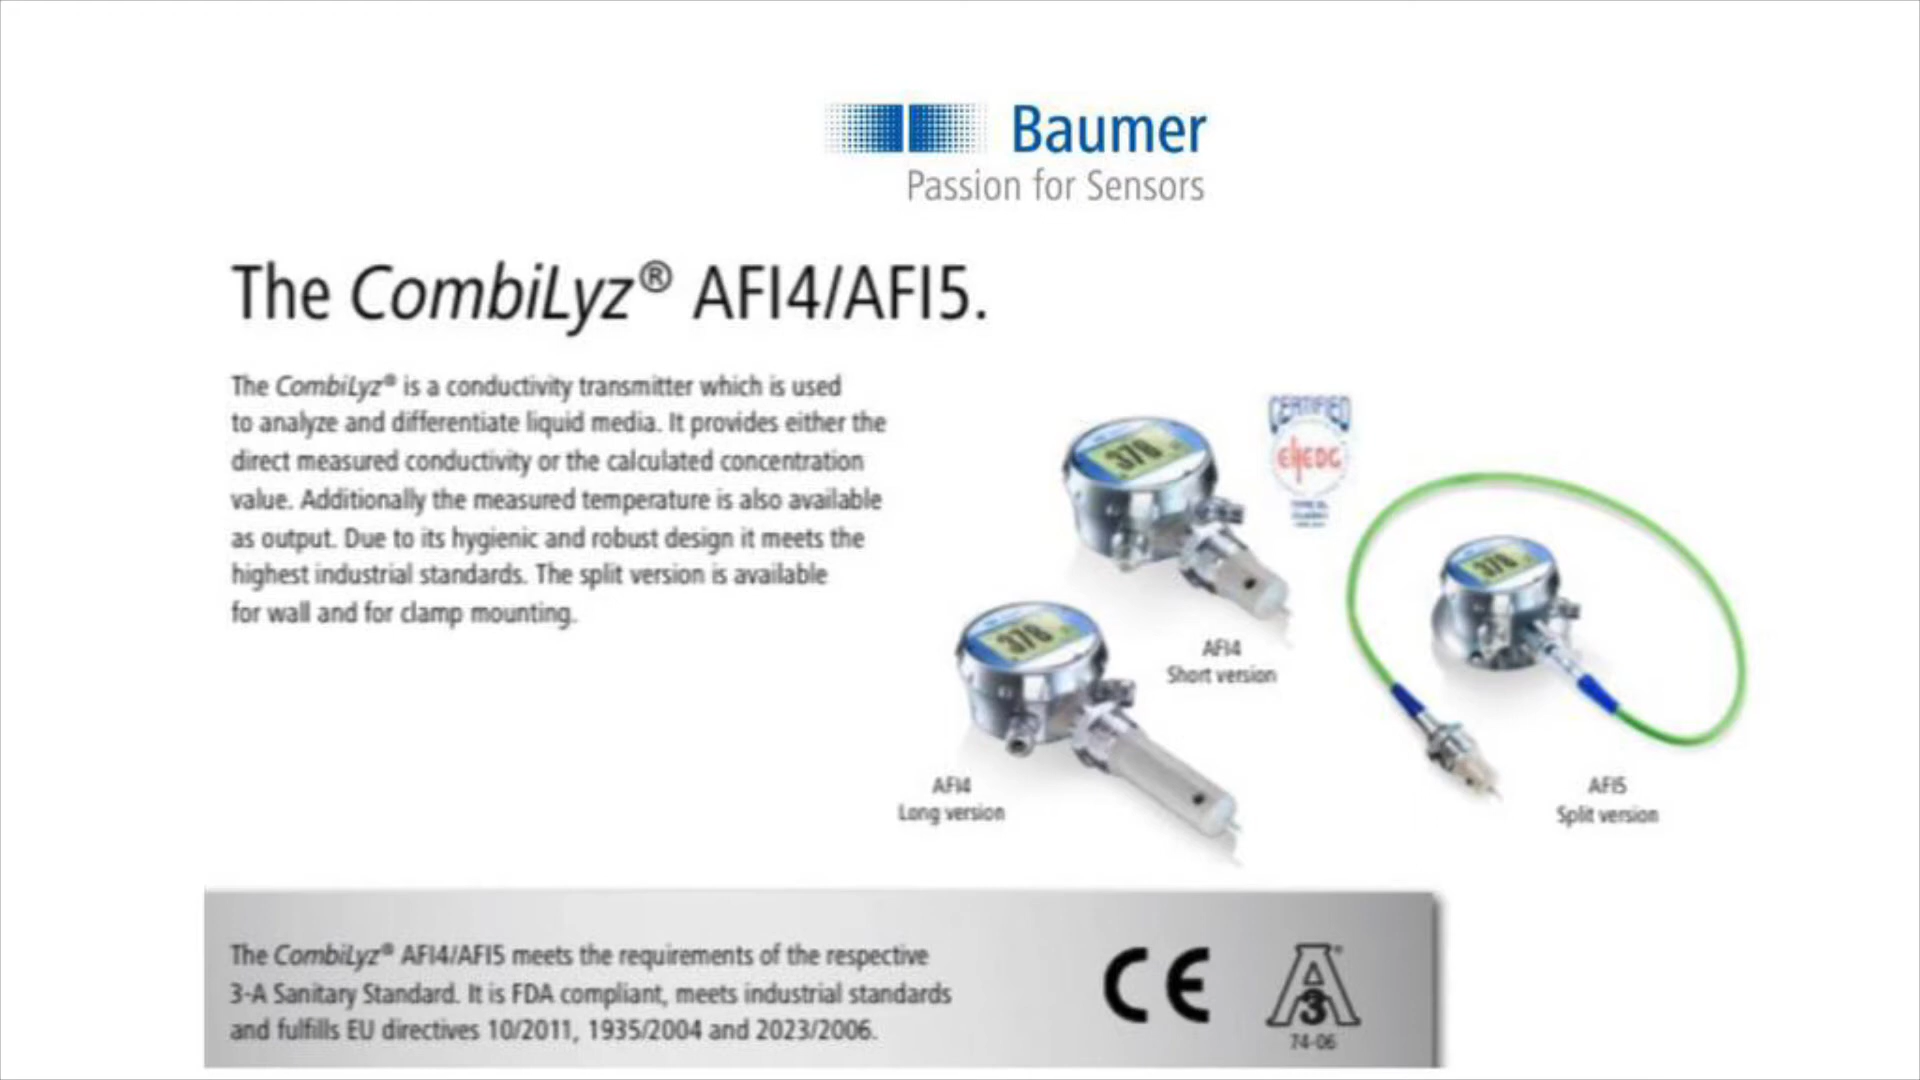 Baumer
Passion for Sensors
The CombiLyz® AFI4/AFI5.
The CombiLyz® is a conductivity transmitter which is used
to analyze and differentiate liquid media. It provides either the
direct measured conductivity or the calculated concentration
value. Additionally the measured temperature is also available
as output. Due to its hygienic and robust design it meets the
highest industrial standards. The split version is available
for wall and for clamp mounting.
CERTIFIED
EHEDG
378
AFI4
Short version
378
AFI4
Long version
378
AFI5
Split version
The CombiLyz® AFI4/AFI5 meets the requirements of the respective
3-A Sanitary Standard. It is FDA compliant, meets industrial standards
and fulfills EU directives 10/2011, 1935/2004 and 2023/2006.
CE
A
3
74-06